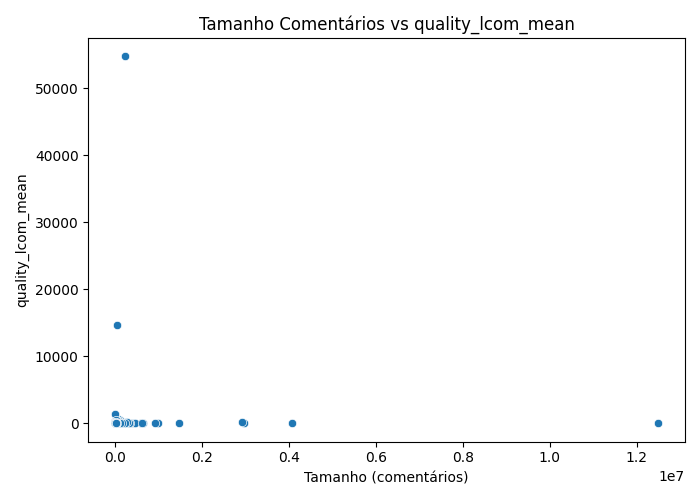 Tamanho Comentários vs quality_lcom_mean
50000
40000
30000
20000
10000
0
quality_lcom_mean
0.0 0.2 0.4 0.6 0.8 1.0 1.2
1e7
Tamanho (comentários)